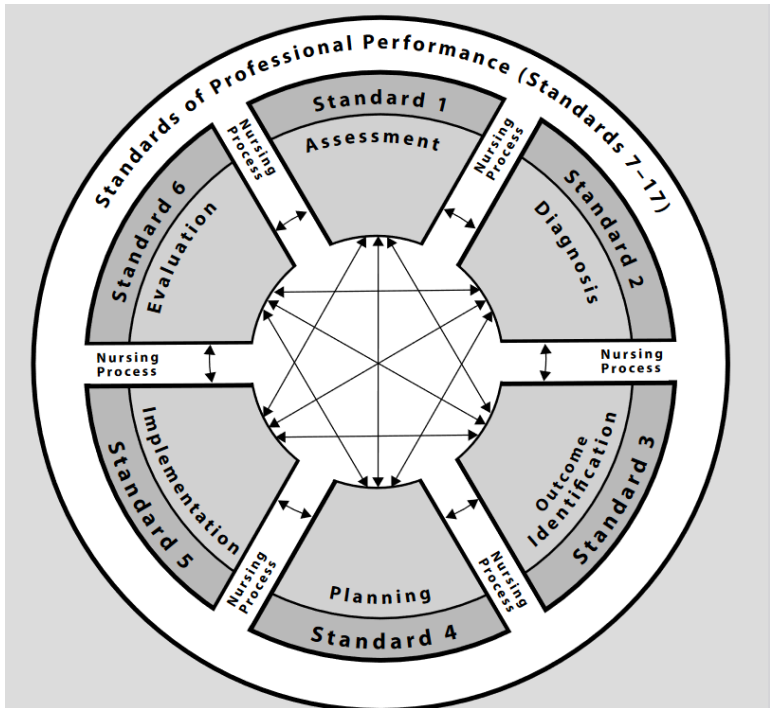 Standards of Professional Performance (Standards 7–17)
Standard 1
Assessment
Nursing
Process
Standard 2
Diagnosis
Nursing
Process
Standard 3
Outcome
Identification
Nursing
Process
Standard 4
Planning
Nursing
Process
Standard 5
Implementation
Nursing
Process
Standard 6
Evaluation
Nursing
Process